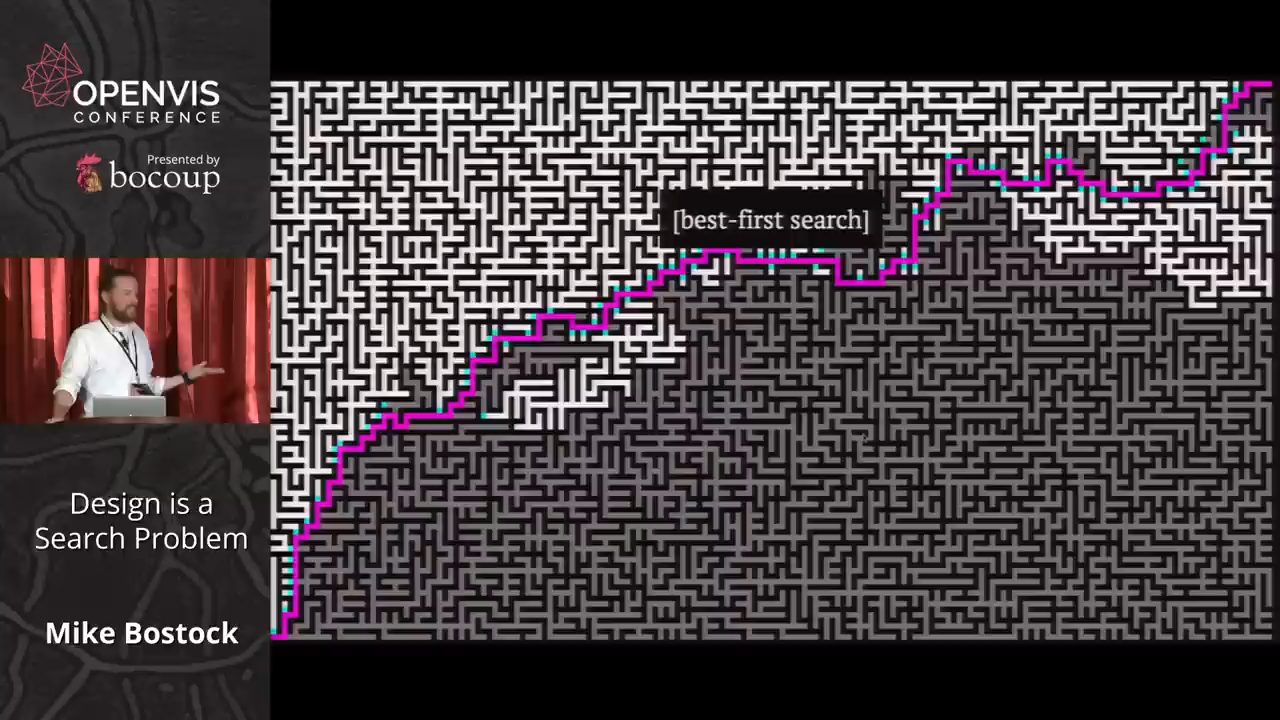 OPENVIS
CONFERENCE
Presented by
bocoup
[best-first search]
Design is a
Search Problem
Mike Bostock